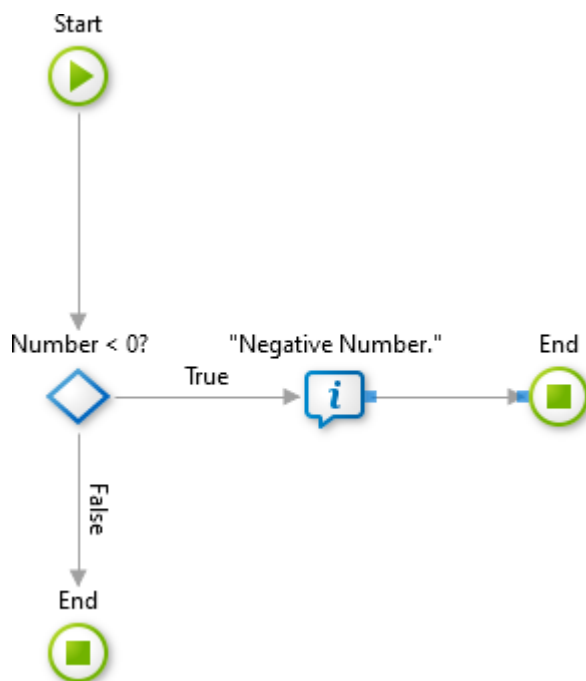 Start
Number < 0?
True
"Negative Number."
End
False
End